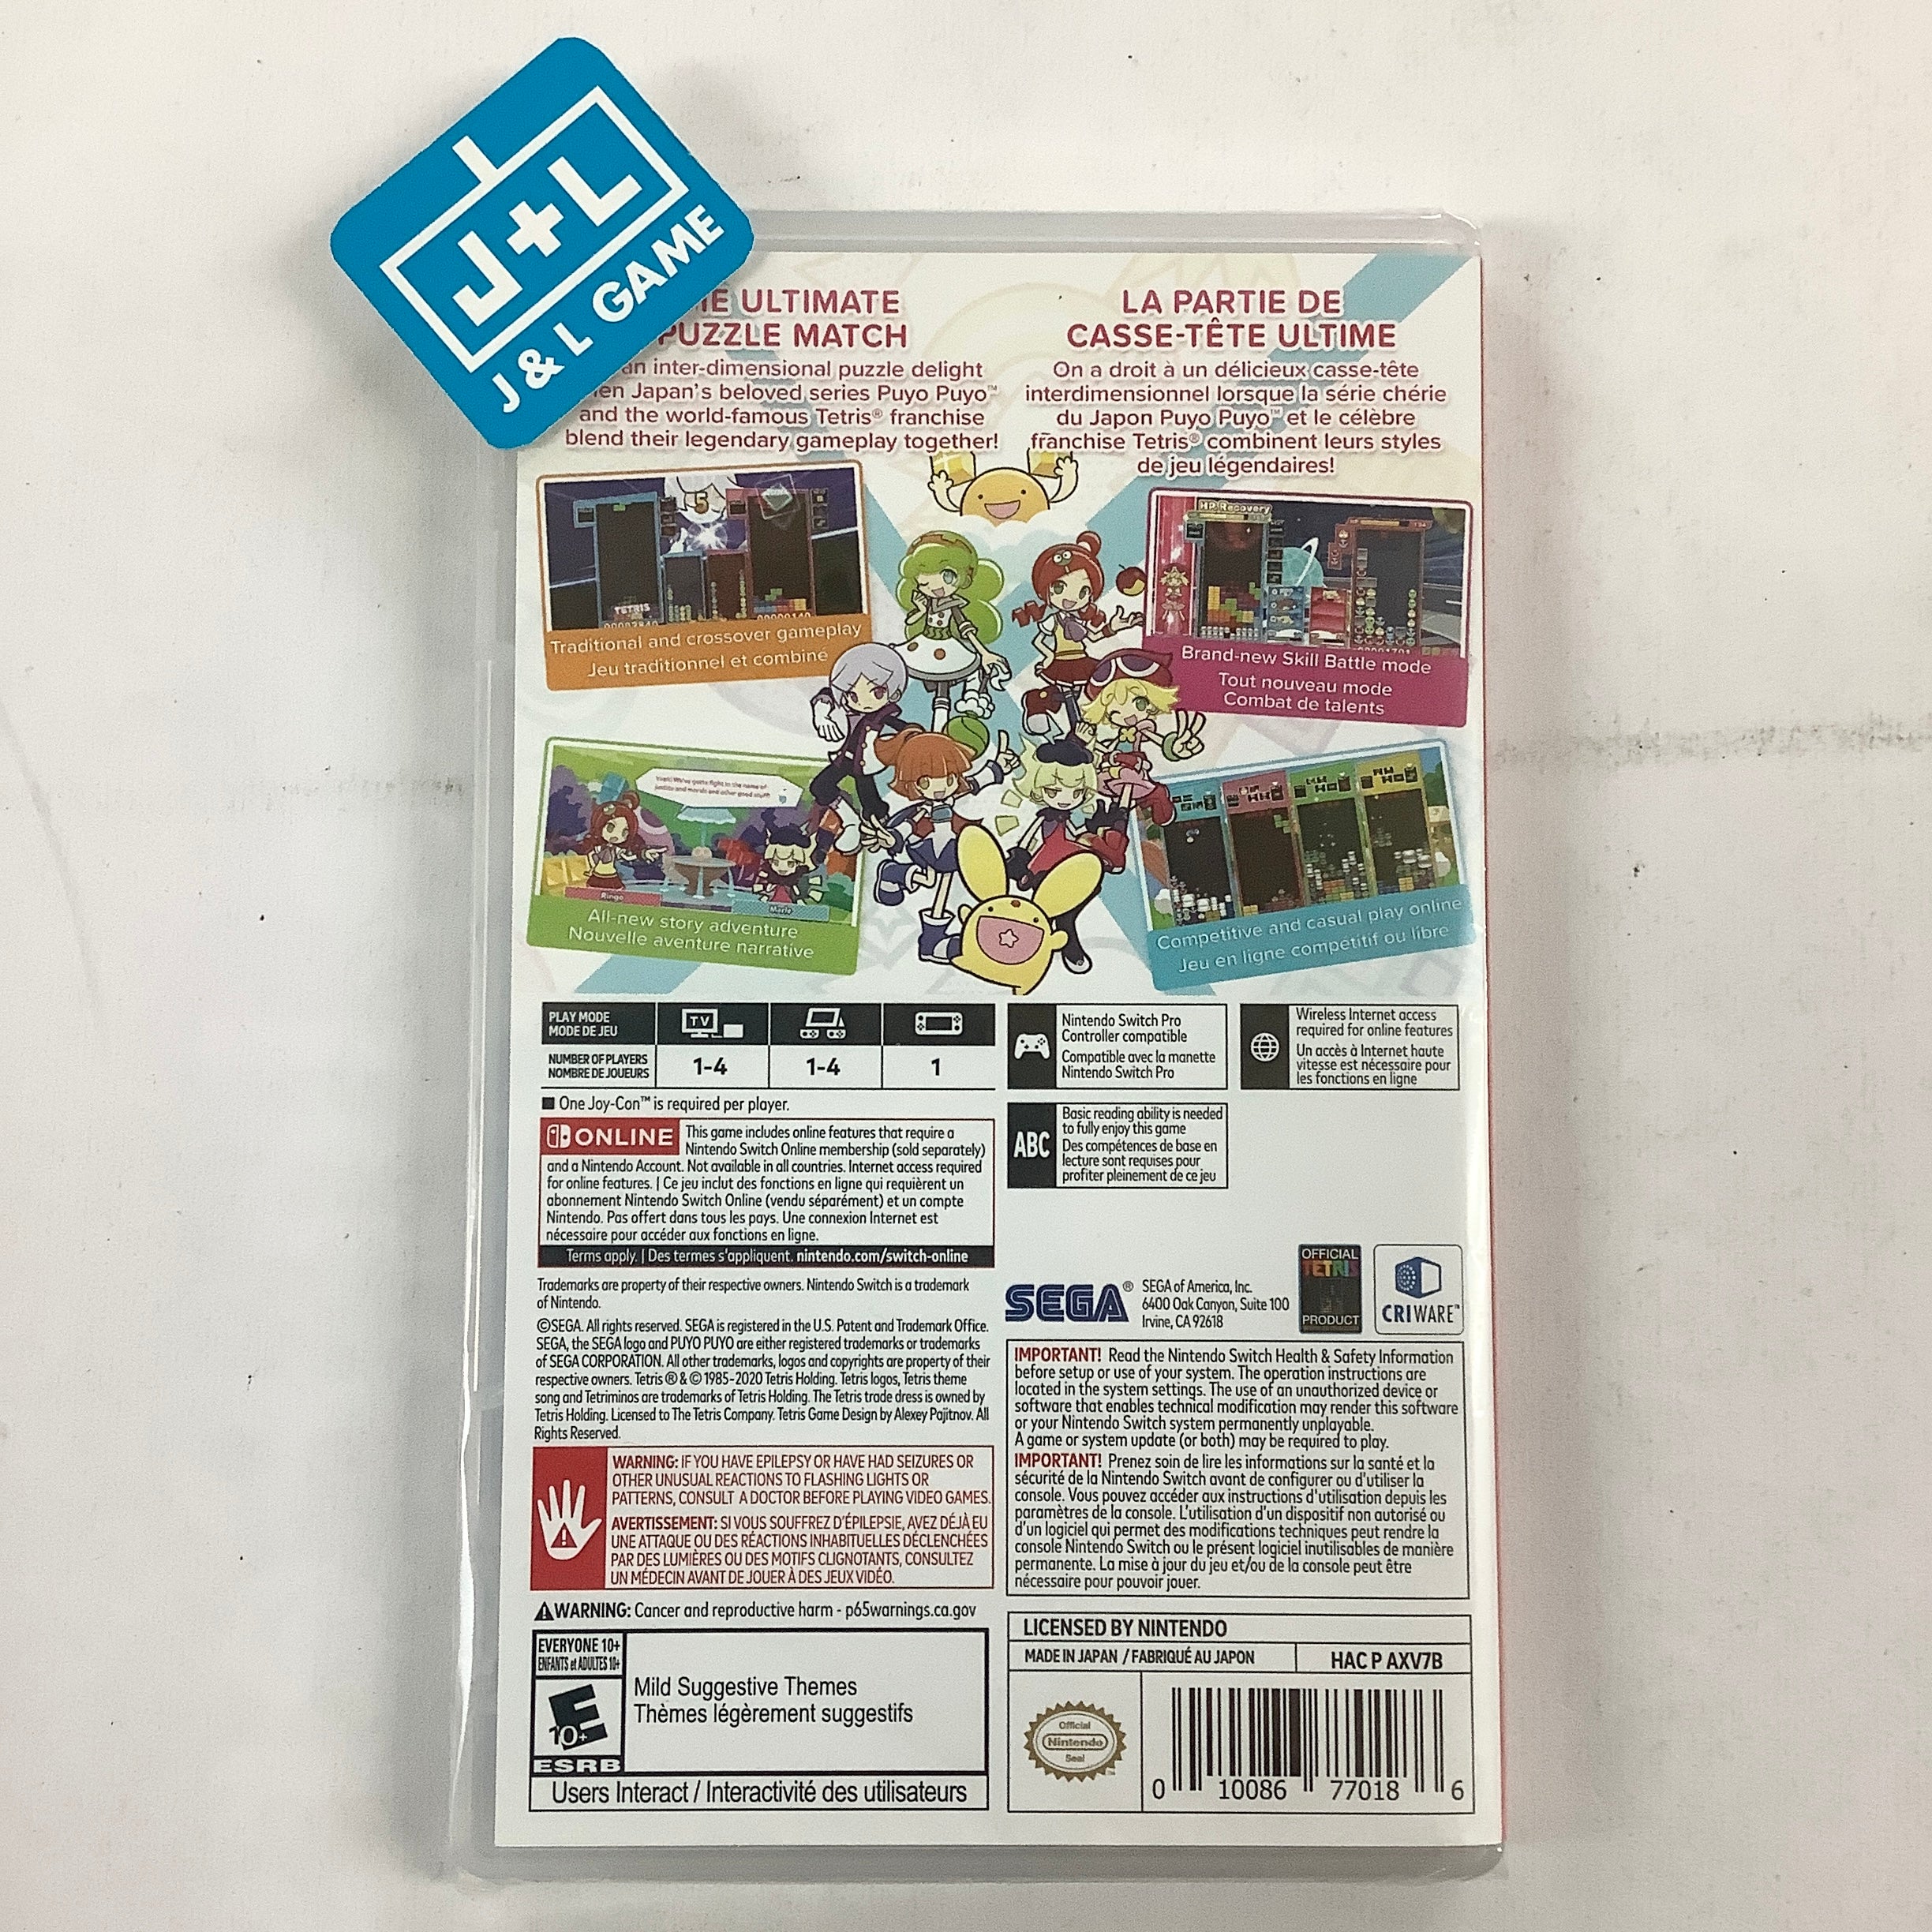 J+L
J & L GAME
ULTIMATE
PUZZLE MATCH
an inter-dimensional puzzle delight
Japan's beloved series Puyo Puyo™
and the world-famous Tetris® franchise
blend their legendary gameplay together!
LA PARTIE DE
CASSE-TÊTE ULTIME
On a droit à un délicieux casse-tête
interdimensionnel lorsque la série chérie
du Japon Puyo Puyo™ et le célèbre
franchise Tetris® combinent leurs styles
de jeu légendaires!
5
TETRIS
Traditional and crossover gameplay
Jeu traditionnel et combiné
HP Recovery
Brand-new Skill Battle mode
Tout nouveau mode
Combat de talents
Yeah! We've gotta fight in the name of
justice and morals and other good stuff!
Ringo
Marle
All-new story adventure
Nouvelle aventure narrative
Competitive and casual play online
Jeu en ligne compétitif ou libre
PLAY MODE
MODE DE JEU
TV
NUMBER OF PLAYERS
NOMBRE DE JOUEURS
1-4
1-4
1
■ One Joy-Con™ is required per player.
Nintendo Switch Pro
Controller compatible
Compatible avec la manette
Nintendo Switch Pro
Wireless Internet access
required for online features
Un accès à Internet haute
vitesse est nécessaire pour
les fonctions en ligne
ABC
Basic reading ability is needed
to fully enjoy this game
Des compétences de base en
lecture sont requises pour
profiter pleinement de ce jeu
ONLINE
This game includes online features that require a
Nintendo Switch Online membership (sold separately)
and a Nintendo Account. Not available in all countries. Internet access required
for online features. | Ce jeu inclut des fonctions en ligne qui requièrent un
abonnement Nintendo Switch Online (vendu séparément) et un compte
Nintendo. Pas offert dans tous les pays. Une connexion Internet est
nécessaire pour accéder aux fonctions en ligne.
Terms apply. | Des termes s'appliquent. nintendo.com/switch-online
Trademarks are property of their respective owners. Nintendo Switch is a trademark
of Nintendo.
©SEGA. All rights reserved. SEGA is registered in the U.S. Patent and Trademark Office.
SEGA, the SEGA logo and PUYO PUYO are either registered trademarks or trademarks
of SEGA CORPORATION. All other trademarks, logos and copyrights are property of their
respective owners. Tetris ® & © 1985-2020 Tetris Holding. Tetris logos, Tetris theme
song and Tetriminos are trademarks of Tetris Holding. The Tetris trade dress is owned by
Tetris Holding. Licensed to The Tetris Company. Tetris Game Design by Alexey Pajitnov. All
Rights Reserved.
SEGA®
SEGA of America, Inc.
6400 Oak Canyon, Suite 100
Irvine, CA 92618
OFFICIAL
TETRIS
PRODUCT
CRIWARE™
WARNING: IF YOU HAVE EPILEPSY OR HAVE HAD SEIZURES OR
OTHER UNUSUAL REACTIONS TO FLASHING LIGHTS OR
PATTERNS, CONSULT A DOCTOR BEFORE PLAYING VIDEO GAMES.
AVERTISSEMENT: SI VOUS SOUFFREZ D'ÉPILEPSIE, AVEZ DÉJÀ EU
UNE ATTAQUE OU DES RÉACTIONS INHABITUELLES DÉCLENCHÉES
PAR DES LUMIÈRES OU DES MOTIFS CLIGNOTANTS, CONSULTEZ
UN MÉDECIN AVANT DE JOUER À DES JEUX VIDÉO.
WARNING: Cancer and reproductive harm - p65warnings.ca.gov
IMPORTANT! Read the Nintendo Switch Health & Safety Information
before setup or use of your system. The operation instructions are
located in the system settings. The use of an unauthorized device or
software that enables technical modification may render this software
or your Nintendo Switch system permanently unplayable.
A game or system update (or both) may be required to play.
IMPORTANT! Prenez soin de lire les informations sur la santé et la
sécurité de la Nintendo Switch avant de configurer ou d'utiliser la
console. Vous pouvez accéder aux instructions d'utilisation depuis les
paramètres de la console. L'utilisation d'un dispositif non autorisé ou
d'un logiciel qui permet des modifications techniques peut rendre la
console Nintendo Switch ou le présent logiciel inutilisables de manière
permanente. La mise à jour du jeu et/ou de la console peut être
nécessaire pour pouvoir jouer.
EVERYONE 10+
ENFANTS et ADULTES 10+
E
10+
ESRB
Mild Suggestive Themes
Thèmes légèrement suggestifs
Users Interact / Interactivité des utilisateurs
LICENSED BY NINTENDO
MADE IN JAPAN / FABRIQUÉ AU JAPON
HAC P AXV7B
Official
Nintendo
Seal
0 10086 77018 6